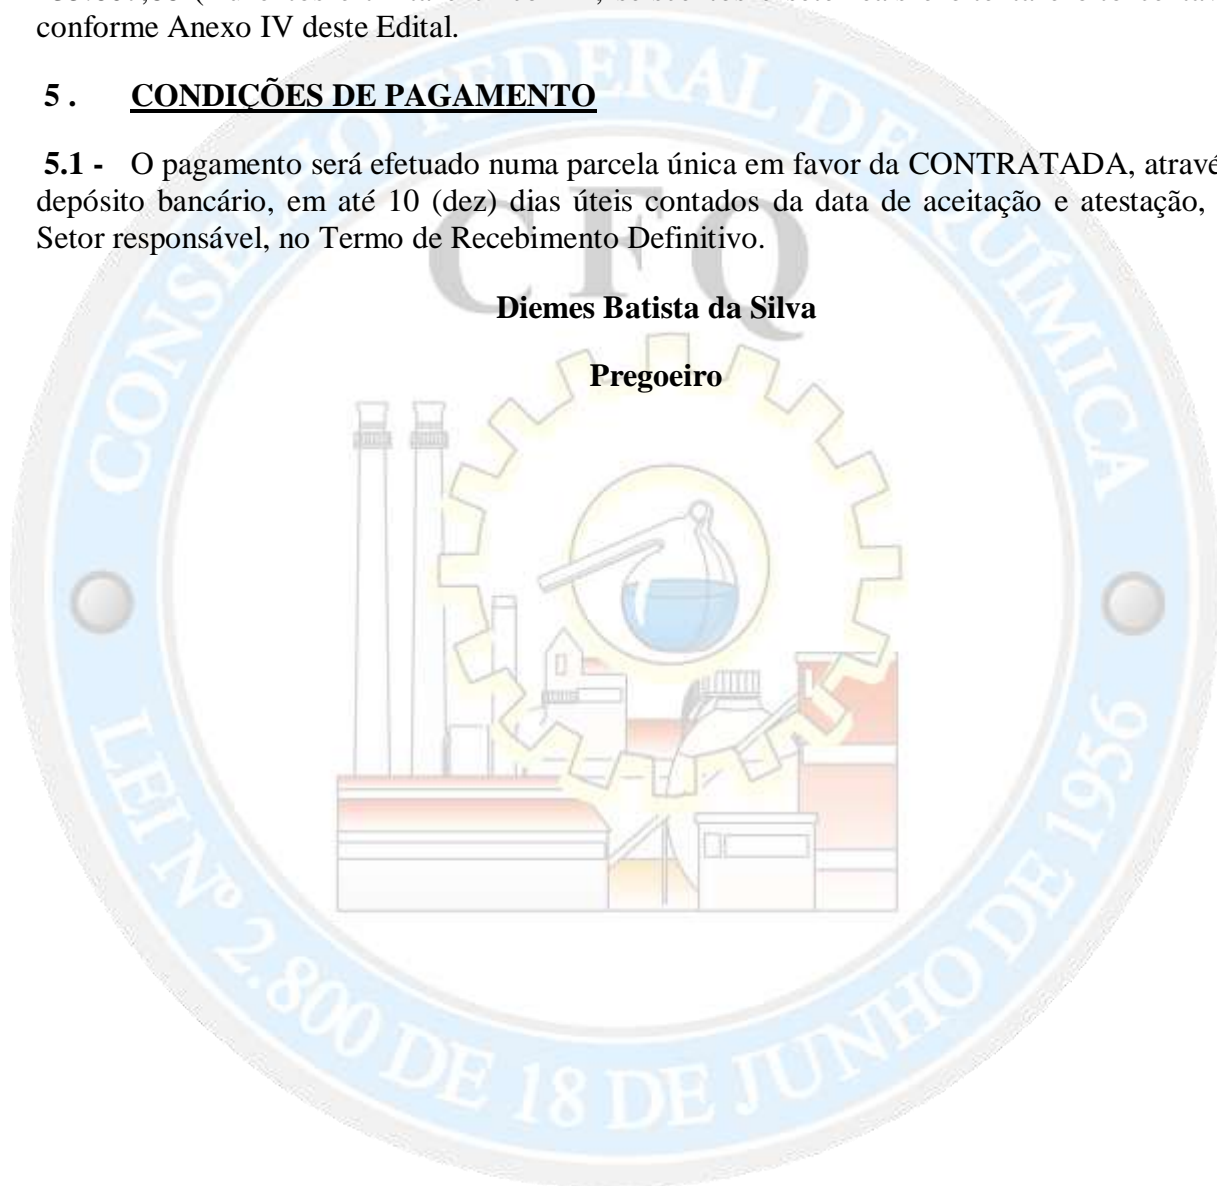 conforme Anexo IV deste Edital.
5 . CONDIÇÕES DE PAGAMENTO
5.1 - O pagamento será efetuado numa parcela única em favor da CONTRATADA,
depósito bancário, em até 10 (dez) dias úteis contados da data de aceitação e atestação,
Setor responsável, no Termo de Recebimento Definitivo.
Diemes Batista da Silva
Pregoeiro
CONSELHO FEDERAL DE QUÍMICA
CFQ
LEI Nº 2.800 DE 18 DE JUNHO DE 1956